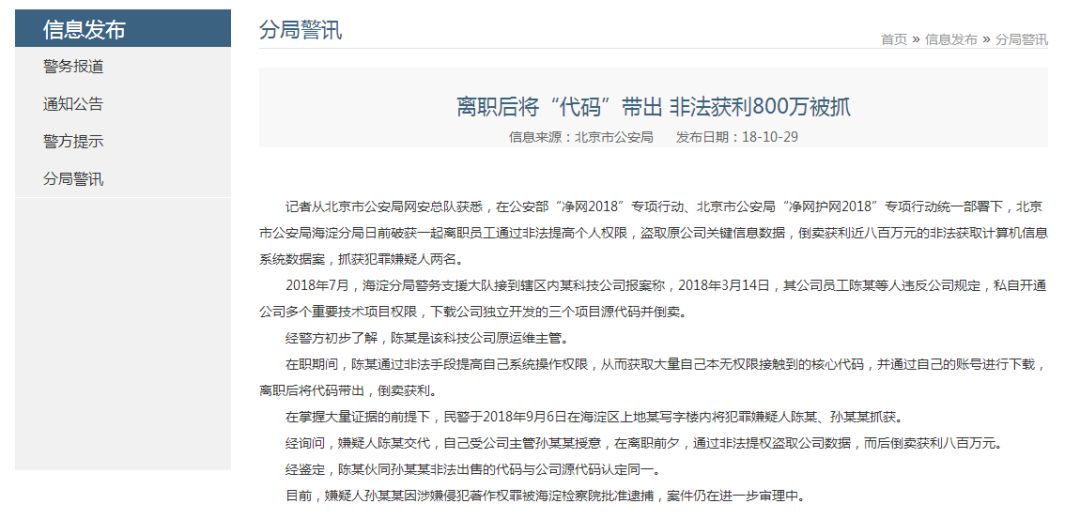 信息发布
警务报道
通知公告
警方提示
分局警讯
分局警讯
首页 » 信息发布 » 分局警讯
离职后将“代码”带出 非法获利800万被抓
信息来源：北京市公安局 发布日期：18-10-29
记者从北京市公安局网安总队获悉，在公安部“净网2018”专项行动、北京市公安局“净网护网2018”专项行动统一部署下，北京
市公安局海淀分局日前破获一起离职员工通过非法提高个人权限，盗取原公司关键信息数据，倒卖获利近八百万元的非法获取计算机信息
系统数据案，抓获犯罪嫌疑人两名。
2018年7月，海淀分局警务支援大队接到辖区内某科技公司报案称，2018年3月14日，其公司员工陈某等人违反公司规定，私自开通
公司多个重要技术项目权限，下载公司独立开发的三个项目源代码并倒卖。
经警方初步了解，陈某是该科技公司原运维主管。
在职期间，陈某通过非法手段提高自己系统操作权限，从而获取大量自己本无权限接触到的核心代码，并通过自己的账号进行下载，
离职后将代码带出，倒卖获利。
在掌握大量证据的前提下，民警于2018年9月6日在海淀区上地某写字楼内将犯罪嫌疑人陈某、孙某某抓获。
经询问，嫌疑人陈某交代，自己受公司主管孙某某授意，在离职前夕，通过非法提权盗取公司数据，而后倒卖获利八百万元。
经鉴定，陈某伙同孙某某非法出售的代码与公司源代码认定同一。
目前，嫌疑人孙某某因涉嫌侵犯著作权罪被海淀检察院批准逮捕，案件仍在进一步审理中。